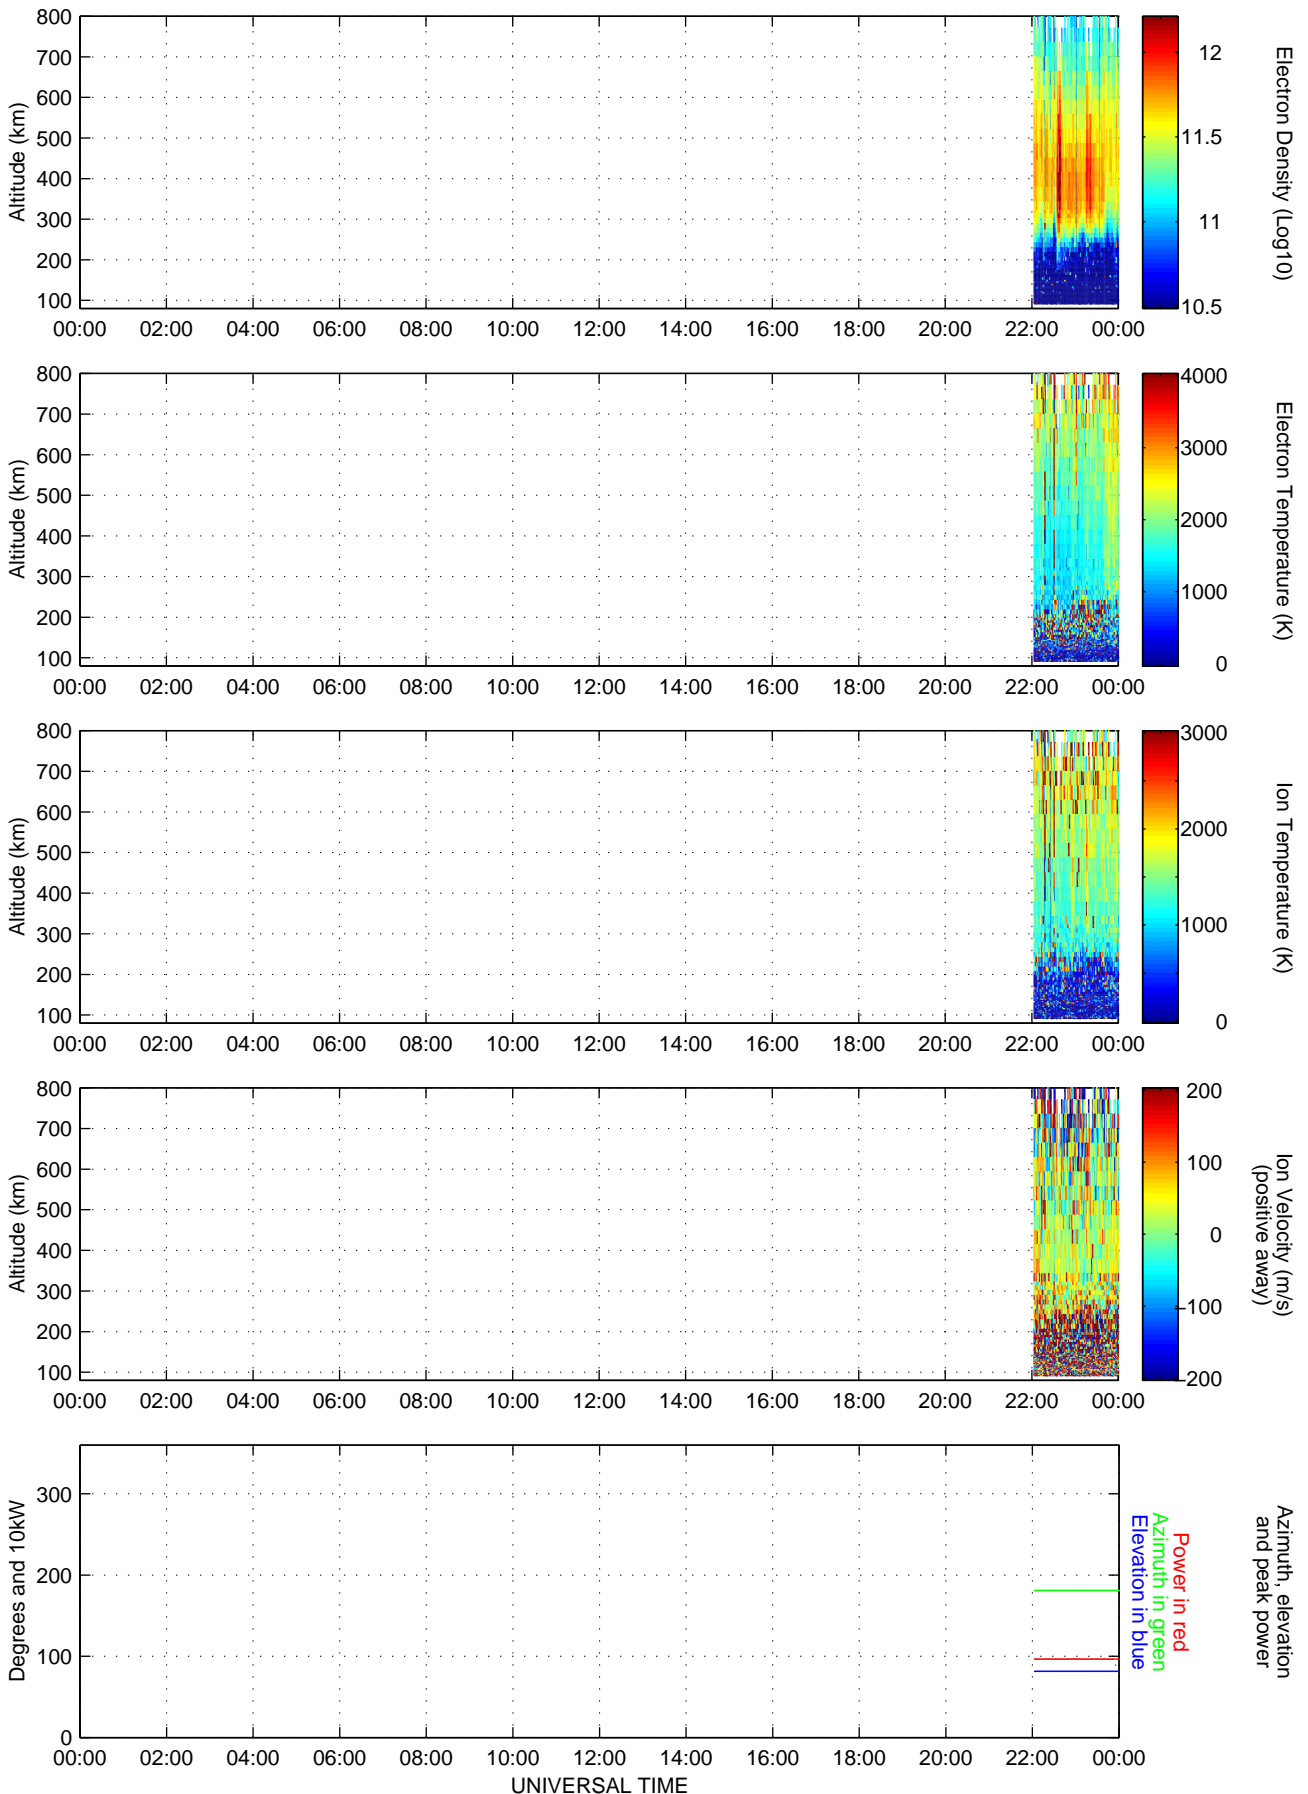 800
700
600
500
400
300
200
100
Altitude (km)
00:00 02:00 04:00 06:00 08:00 10:00 12:00 14:00 16:00 18:00 20:00 22:00 00:00
12
11.5
11
10.5
Electron Density (Log10)
800
700
600
500
400
300
200
100
Altitude (km)
00:00 02:00 04:00 06:00 08:00 10:00 12:00 14:00 16:00 18:00 20:00 22:00 00:00
4000
3000
2000
1000
0
Electron Temperature (K)
800
700
600
500
400
300
200
100
Altitude (km)
00:00 02:00 04:00 06:00 08:00 10:00 12:00 14:00 16:00 18:00 20:00 22:00 00:00
3000
2000
1000
0
Ion Temperature (K)
800
700
600
500
400
300
200
100
Altitude (km)
00:00 02:00 04:00 06:00 08:00 10:00 12:00 14:00 16:00 18:00 20:00 22:00 00:00
200
100
0
−100
−200
Ion Velocity (m/s)
(positive away)
300
200
100
0
Degrees and 10kW
00:00 02:00 04:00 06:00 08:00 10:00 12:00 14:00 16:00 18:00 20:00 22:00 00:00
UNIVERSAL TIME
Power in red
Azimuth in green
Elevation in blue
Azimuth, elevation
and peak power